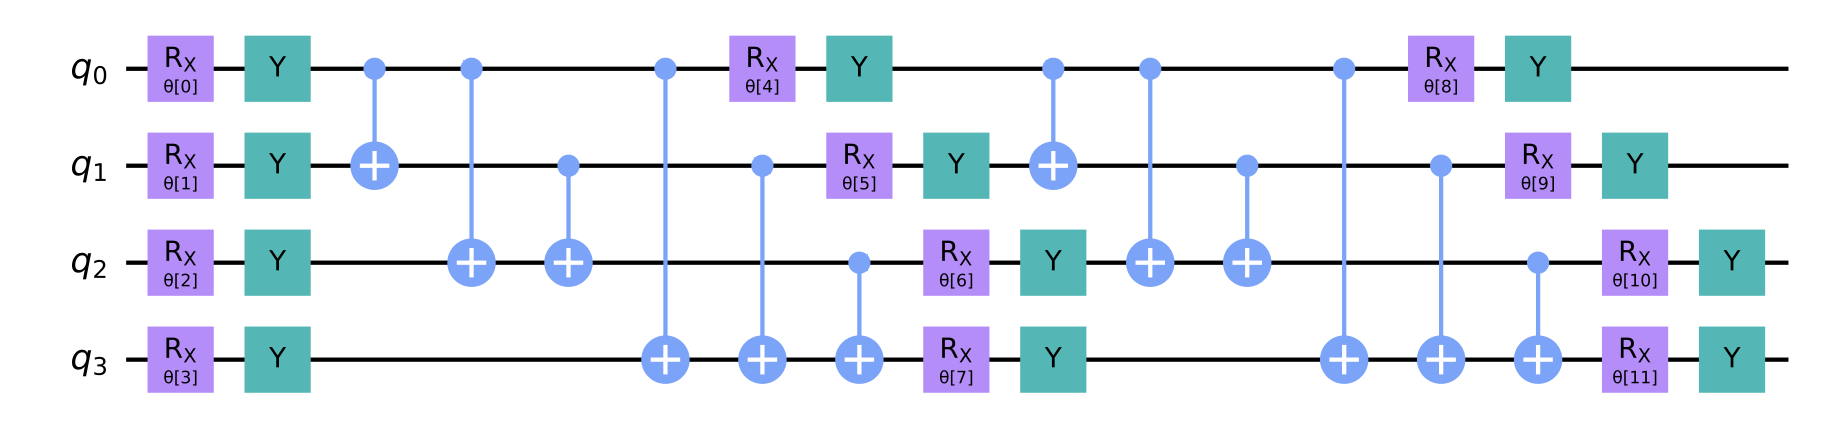 q0 RX θ[0] Y RX θ[4] Y RX θ[8] Y
q1 RX θ[1] Y RX θ[5] Y RX θ[9] Y
q2 RX θ[2] Y RX θ[6] Y RX θ[10] Y
q3 RX θ[3] Y RX θ[7] Y RX θ[11] Y